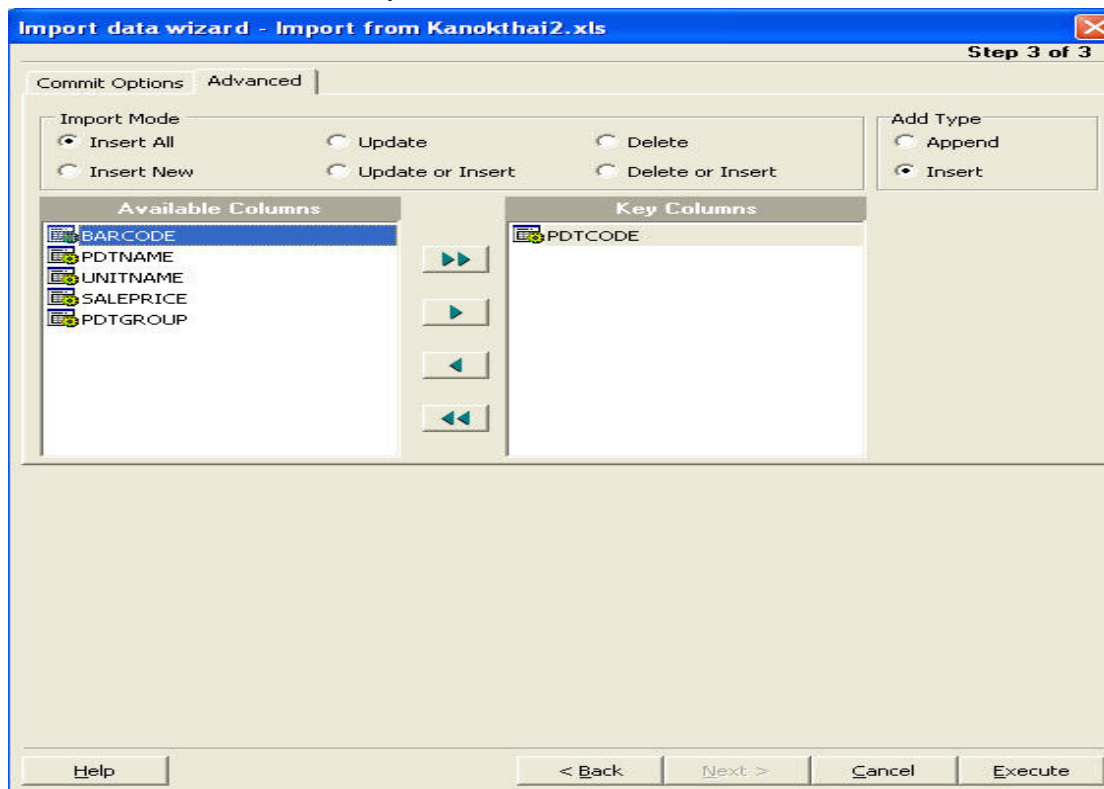 Import data wizard - Import from Kanokthai2.xls
Step 3 of 3
Commit Options Advanced
Import Mode
Insert All Update Delete
Insert New Update or Insert Delete or Insert
Add Type
Append
Insert
Available Columns
BARCODE
PDTNAME
UNITNAME
SALEPRICE
PDTGROUP
Key Columns
PDTCODE
Help < Back Next > Cancel Execute